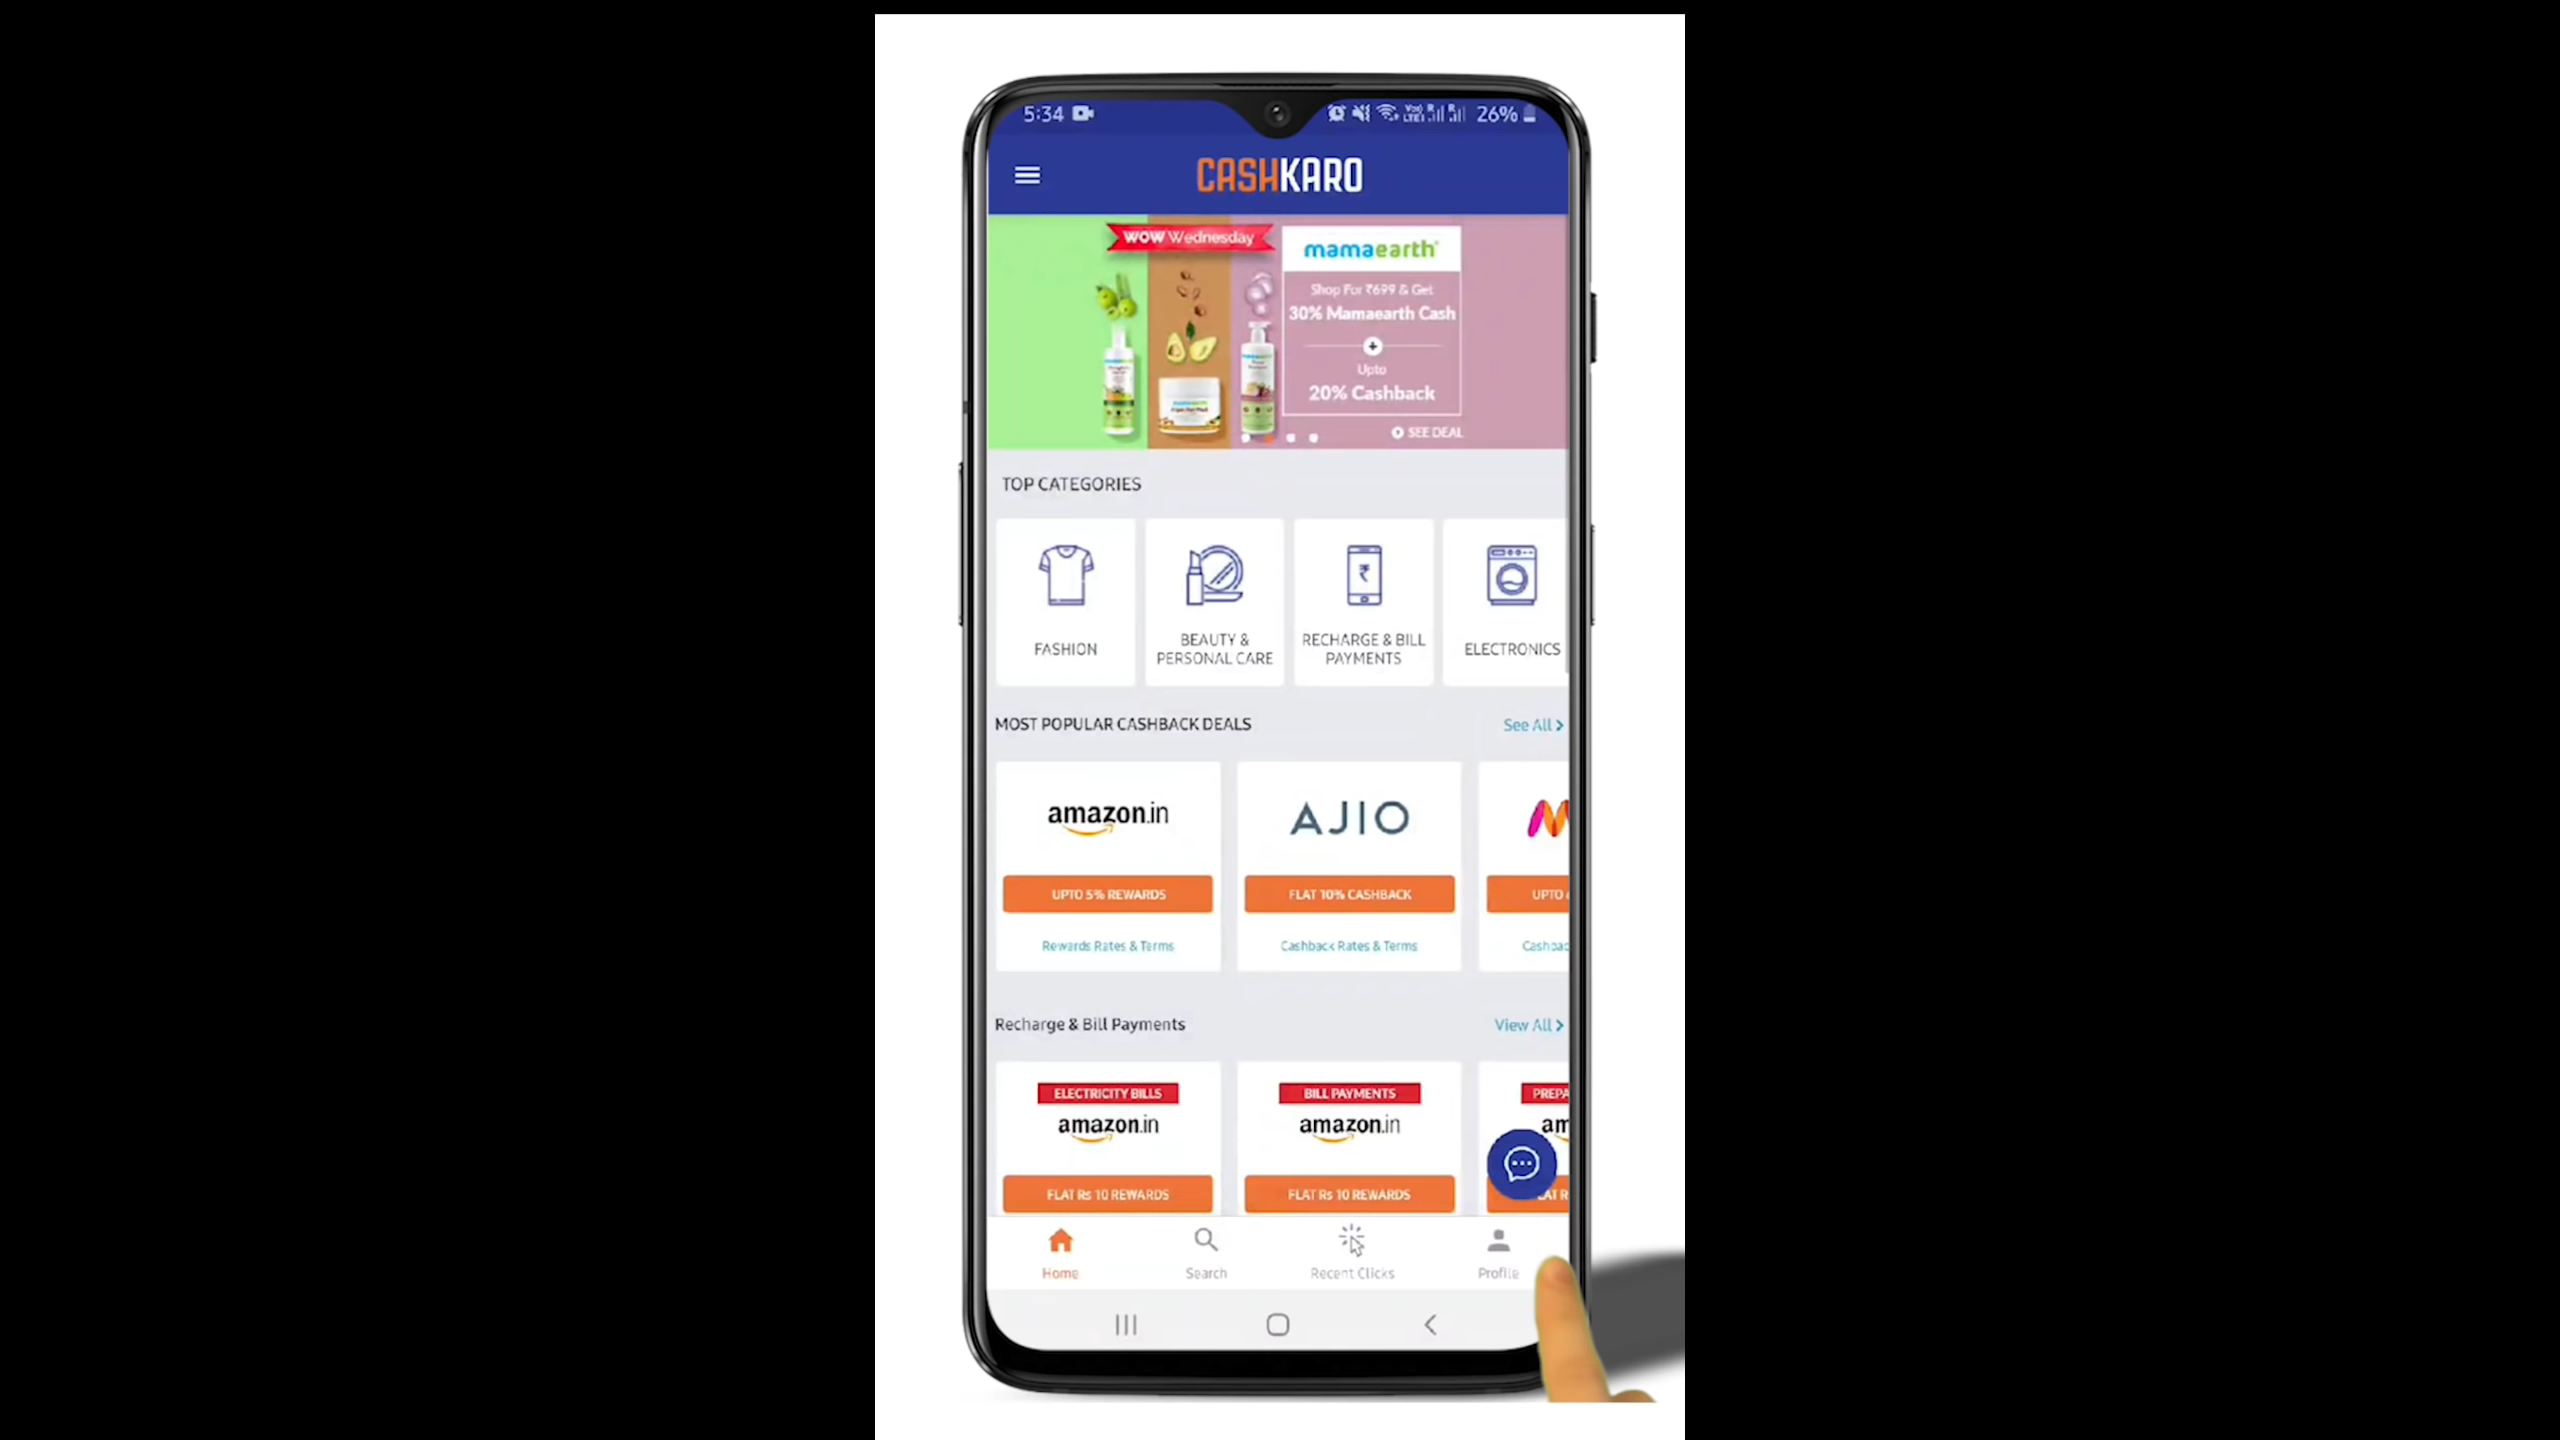 5:34
26%
CASHKARO
WOW Wednesday
mamaearth
Shop For ₹699 & Get
30% Mamaearth Cash
Upto
20% Cashback
SEE DEAL
TOP CATEGORIES
FASHION
BEAUTY &
PERSONAL CARE
RECHARGE & BILL
PAYMENTS
ELECTRONICS
MOST POPULAR CASHBACK DEALS
See All >
amazon.in
AJIO
UPTO 5% REWARDS
FLAT 10% CASHBACK
UPTO
Rewards Rates & Terms
Cashback Rates & Terms
Recharge & Bill Payments
View All >
ELECTRICITY BILLS
BILL PAYMENTS
amazon.in
amazon.in
FLAT Rs 10 REWARDS
FLAT Rs 10 REWARDS
Home
Search
Recent Clicks
Profile